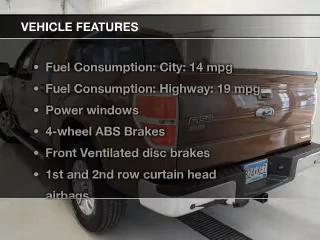 VEHICLE FEATURES
• Fuel Consumption: City: 14 mpg
• Fuel Consumption: Highway: 19 mpg
• Power windows
• 4-wheel ABS Brakes
• Front Ventilated disc brakes
• 1st and 2nd row curtain head
airbags